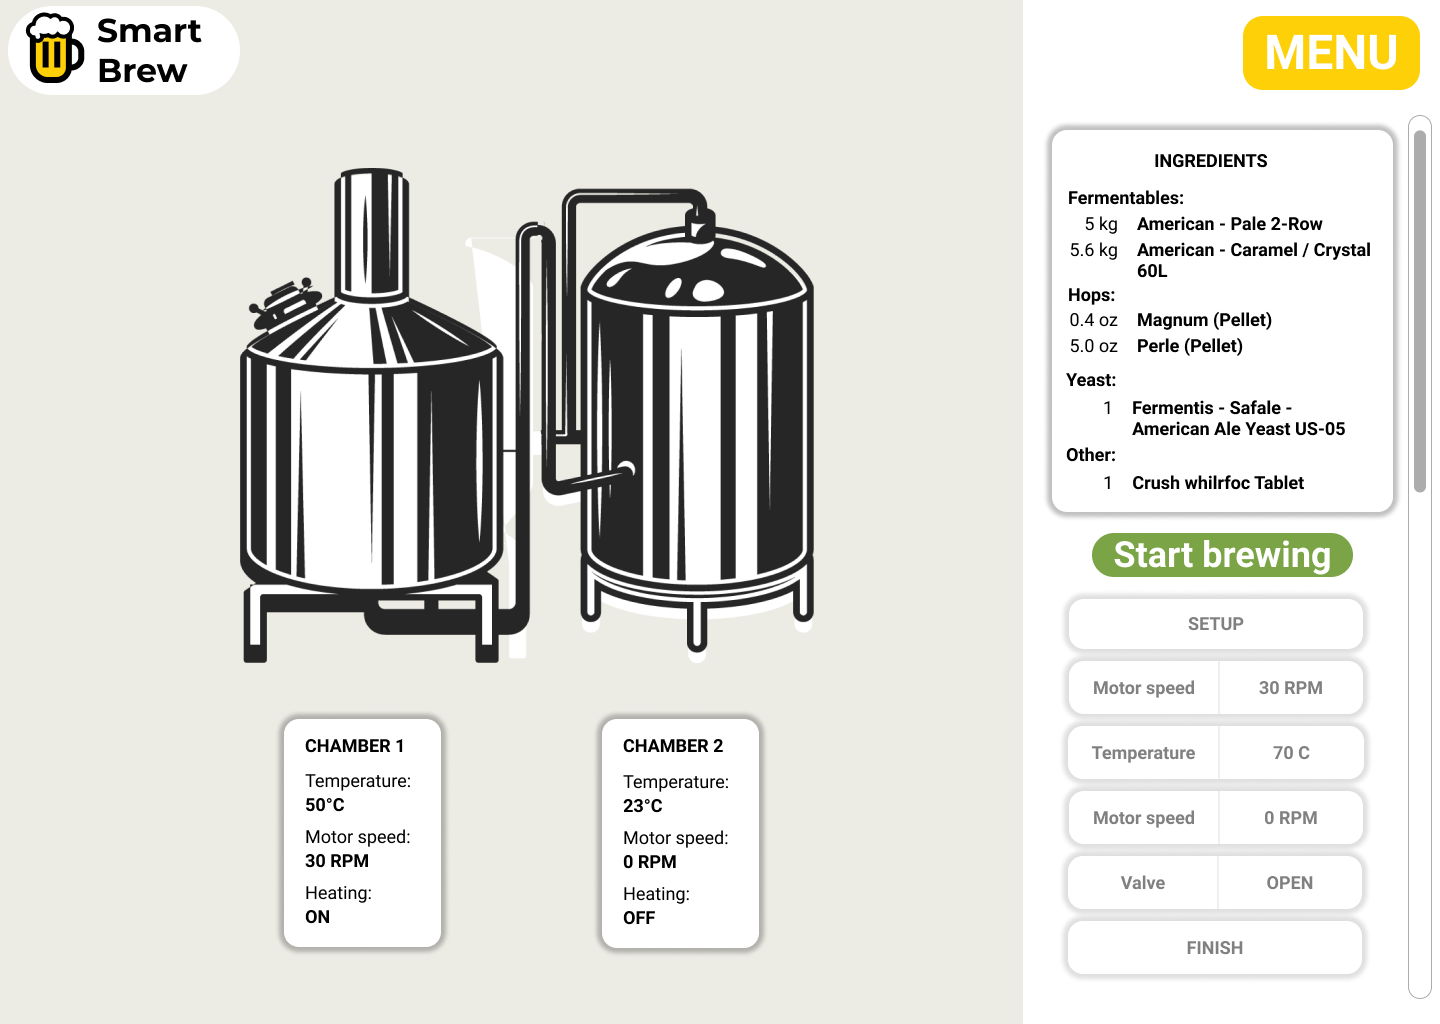 Smart
Brew
MENU
INGREDIENTS
Fermentables:
5 kg American - Pale 2-Row
5.6 kg American - Caramel / Crystal
60L
Hops:
0.4 oz Magnum (Pellet)
5.0 oz Perle (Pellet)
Yeast:
1 Fermentis - Safale -
American Ale Yeast US-05
Other:
1 Crush whilrfoc Tablet
Start brewing
SETUP
Motor speed 30 RPM
Temperature 70 C
Motor speed 0 RPM
Valve OPEN
FINISH
CHAMBER 1
Temperature:
50°C
Motor speed:
30 RPM
Heating:
ON
CHAMBER 2
Temperature:
23°C
Motor speed:
0 RPM
Heating:
OFF